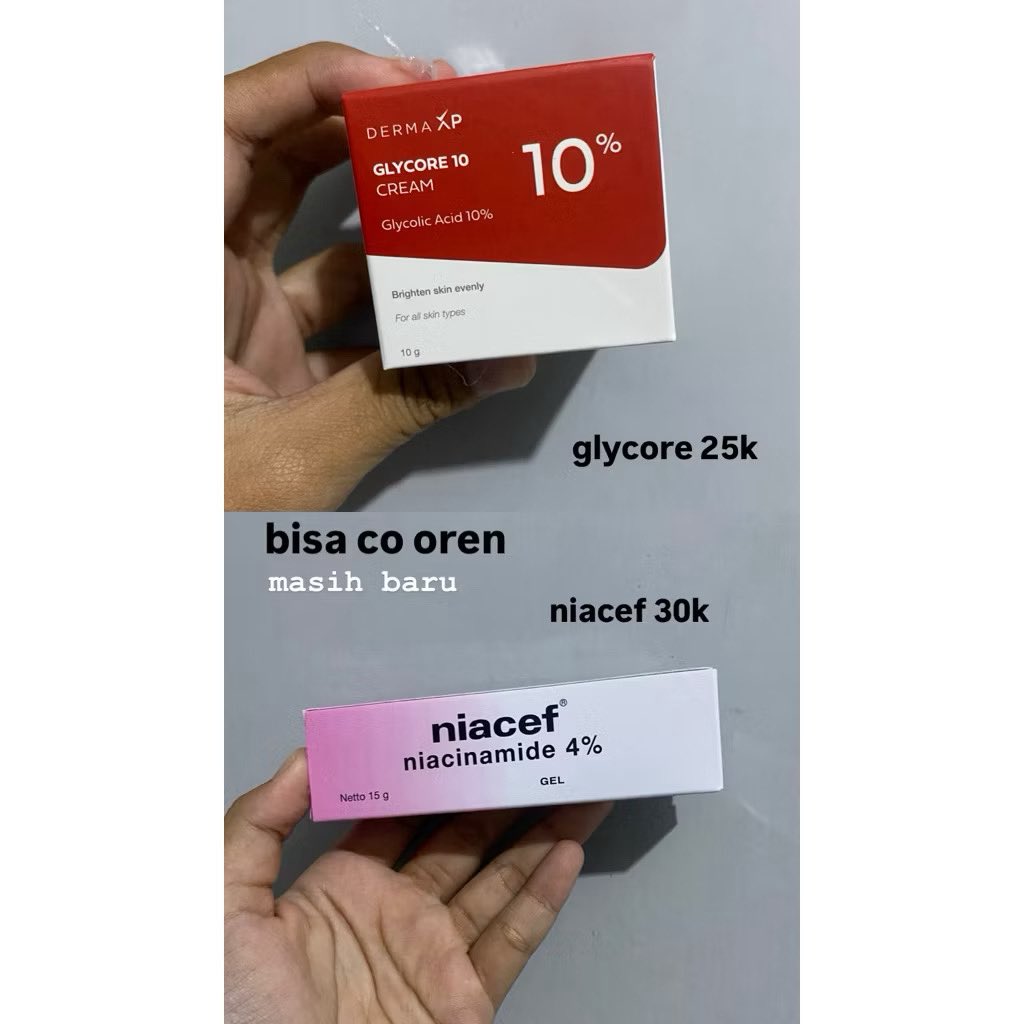 DERMA XP
GLYCORE 10
CREAM
10%
Glycolic Acid 10%
Brighten skin evenly
For all skin types
10 g
glycore 25k
bisa co oren
masih baru
niacef 30k
niacef®
niacinamide 4%
GEL
Netto 15 g